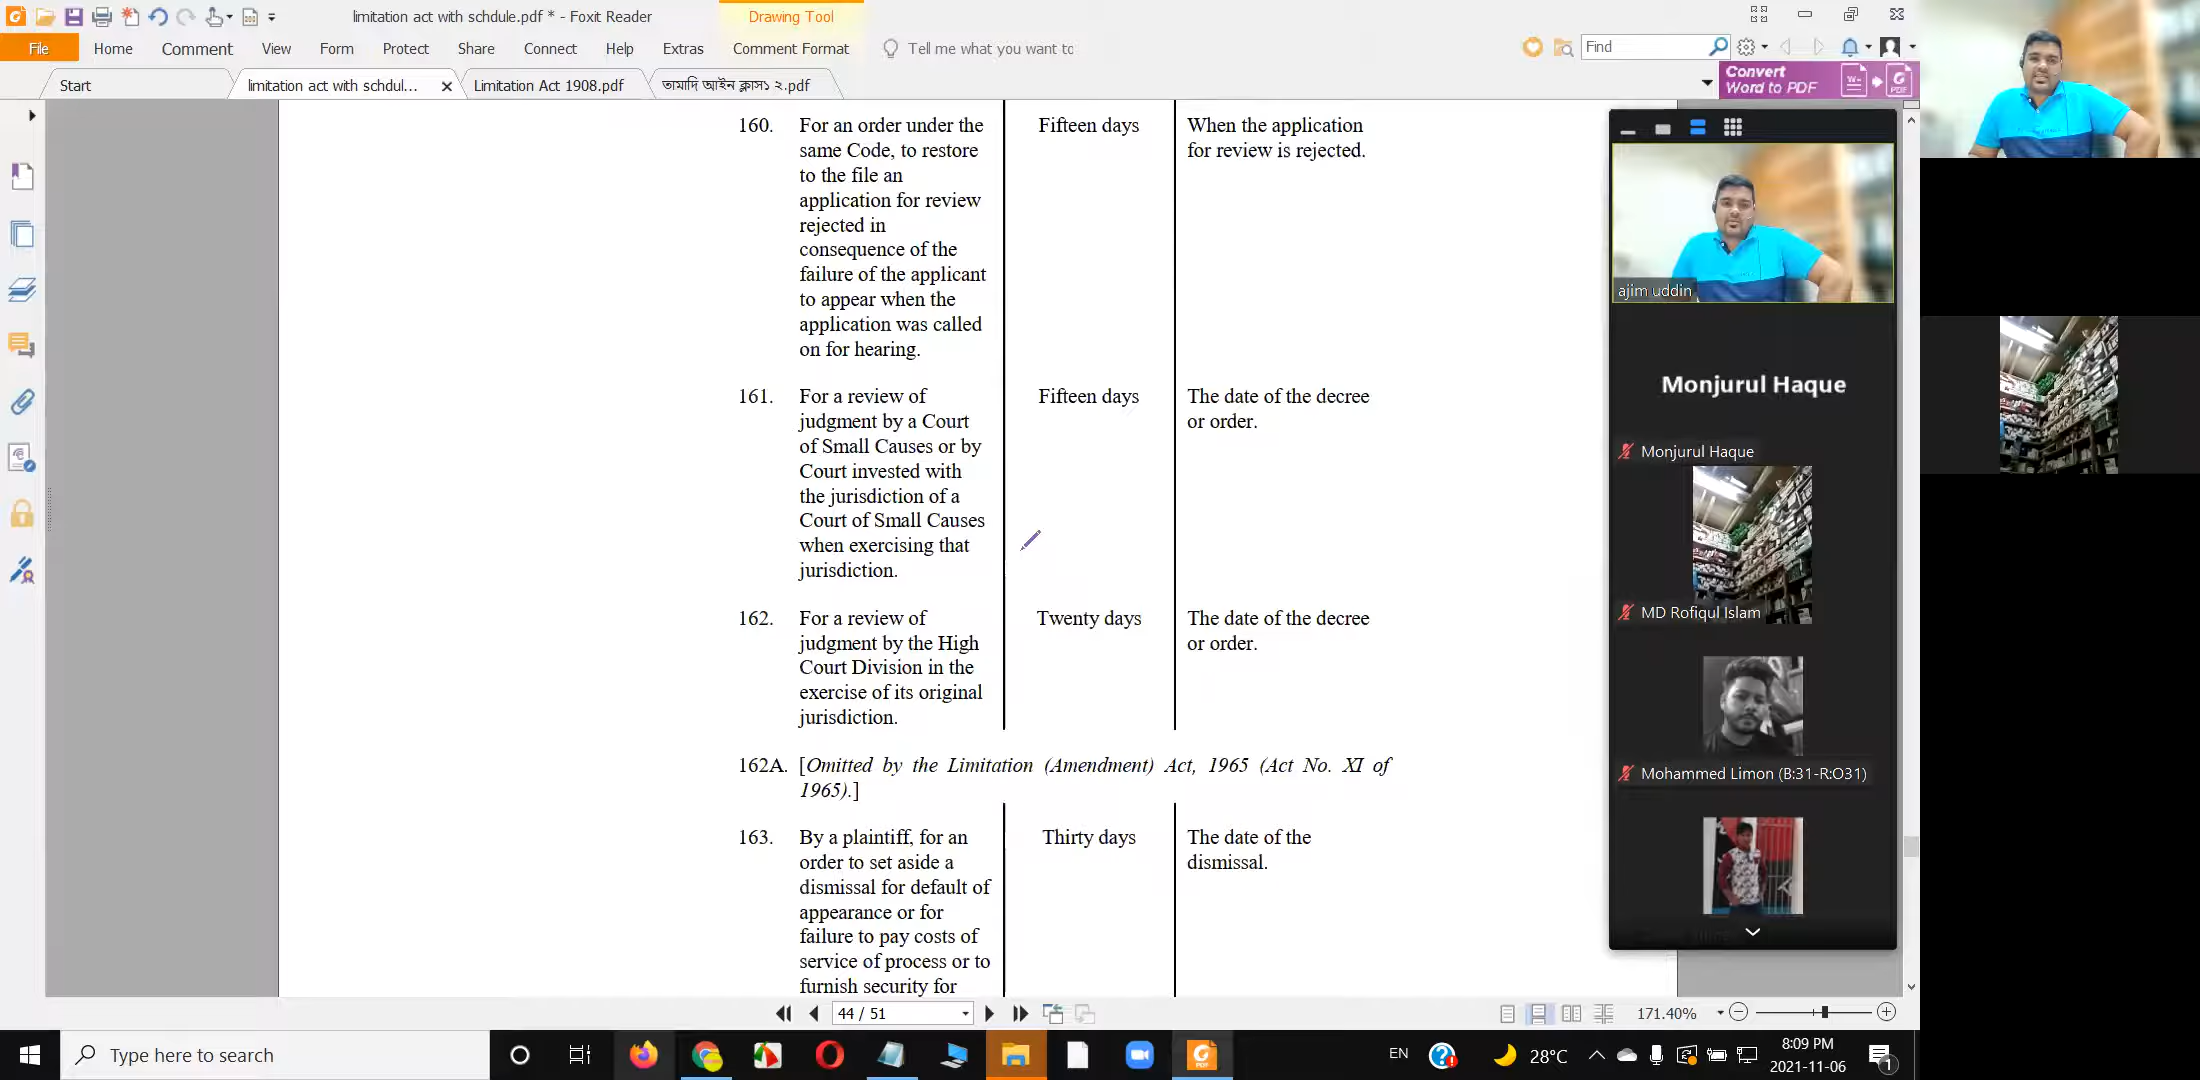 limitation act with schdule.pdf * - Foxit Reader
Drawing Tool
File
Home
Comment
View
Form
Protect
Share
Connect
Help
Extras
Comment Format
Tell me what you want to
Find
Start
limitation act with schdul...
Limitation Act 1908.pdf
তামাদি আইন ক্লাস১ ২.pdf
Convert
Word to PDF
160. For an order under the
same Code, to restore
to the file an
application for review
rejected in
consequence of the
failure of the applicant
to appear when the
application was called
on for hearing.
Fifteen days
When the application
for review is rejected.
161. For a review of
judgment by a Court
of Small Causes or by
Court invested with
the jurisdiction of a
Court of Small Causes
when exercising that
jurisdiction.
Fifteen days
The date of the decree
or order.
162. For a review of
judgment by the High
Court Division in the
exercise of its original
jurisdiction.
Twenty days
The date of the decree
or order.
162A. [Omitted by the Limitation (Amendment) Act, 1965 (Act No. XI of
1965).]
163. By a plaintiff, for an
order to set aside a
dismissal for default of
appearance or for
failure to pay costs of
service of process or to
furnish security for
Thirty days
The date of the
dismissal.
ajim uddin
Monjurul Haque
Monjurul Haque
MD Rofiqul Islam
Mohammed Limon (B:31-R:O31)
44 / 51
171.40%
Type here to search
EN
28°C
8:09 PM
2021-11-06
1